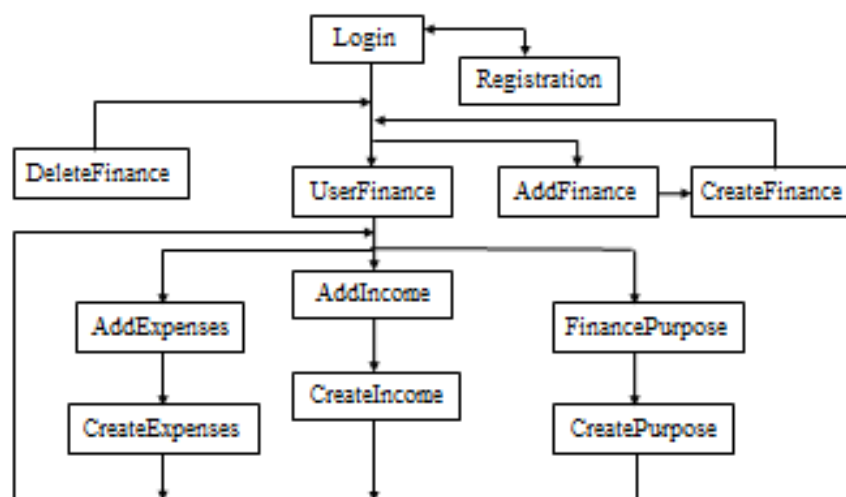 Login
Registration
DeleteFinance
UserFinance
AddFinance
CreateFinance
AddIncome
AddExpenses
FinancePurpose
CreateIncome
CreateExpenses
CreatePurpose